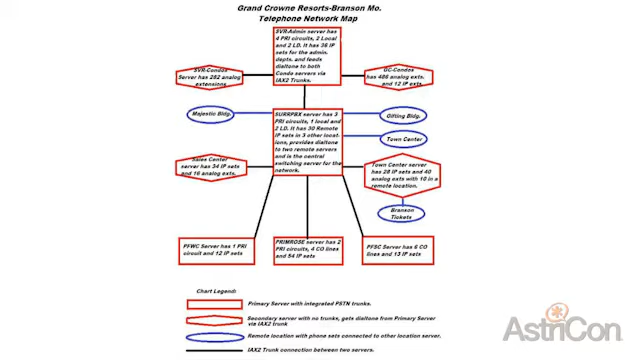 Grand Crowne Resorts-Branson Mo.
Telephone Network Map
SVR-Admin server has
4 PRI circuits, 2 Local
and 2 LD. It has 36 IP
sets for the admin.
depts. and feeds
dialtone to both
Condo servers via
IAX2 Trunks.
SVR-Condos
Server has 282 analog
extensions
GC-Condos
has 486 analog exts.
and 12 IP exts.
Majestic Bldg.
SURRPBX server has 3
PRI circuits, 1 local and
2 LD. It has 30 Remote
IP sets in 3 other locat-
ions, provides dialtone
to two remote servers
and is the central
switching server for the
network.
Gifting Bldg.
Town Center
Sales Center
server has 34 IP sets
and 16 analog exts.
Town Center server
has 28 IP sets and 40
analog exts with 10 in a
remote location.
Branson
Tickets
PFWC Server has 1 PRI
circuit and 12 IP sets
PRIMROSE server has 2
PRI circuits, 4 CO lines
and 54 IP sets
PFSC Server has 6 CO
lines and 13 IP sets
Chart Legend:
Primary Server with integrated PSTN trunks.
Secondary server with no trunks, gets dialtone from Primary Server
via IAX2 trunk
Remote location with phone sets connected to other location server.
IAX2 Trunk connection between two servers.
AstriCon